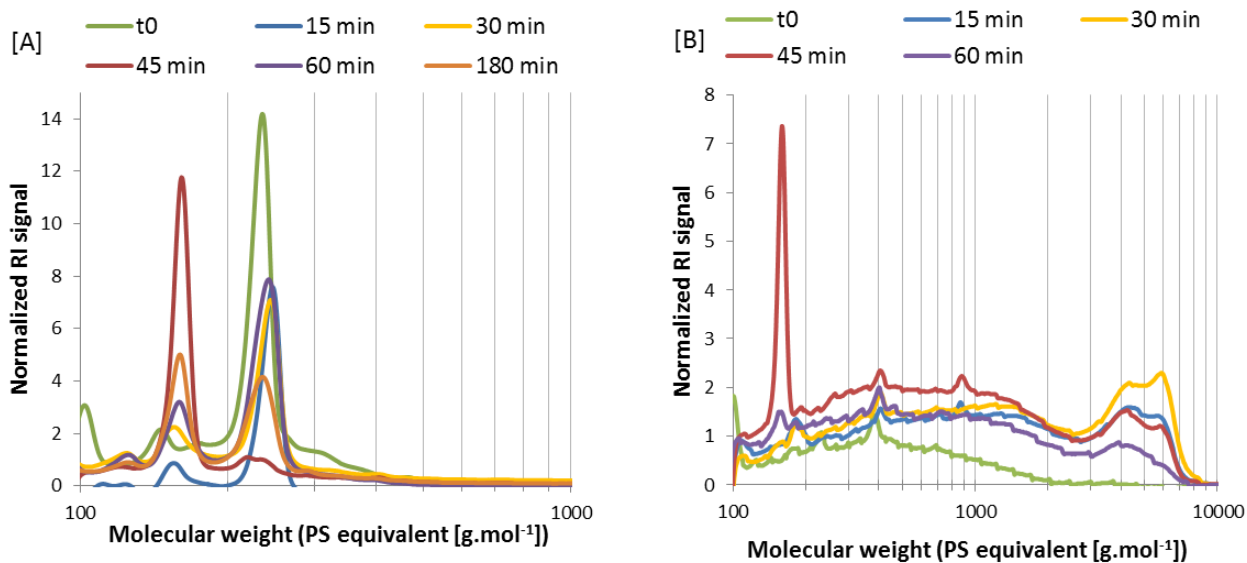 [A]
t0 15 min 30 min
45 min 60 min 180 min
Normalized RI signal
14
12
10
8
6
4
2
0
100 1000
Molecular weight (PS equivalent [g.mol⁻¹])
[B]
t0 15 min 30 min
45 min 60 min
Normalized RI signal
8
7
6
5
4
3
2
1
0
100 1000 10000
Molecular weight (PS equivalent [g.mol⁻¹])